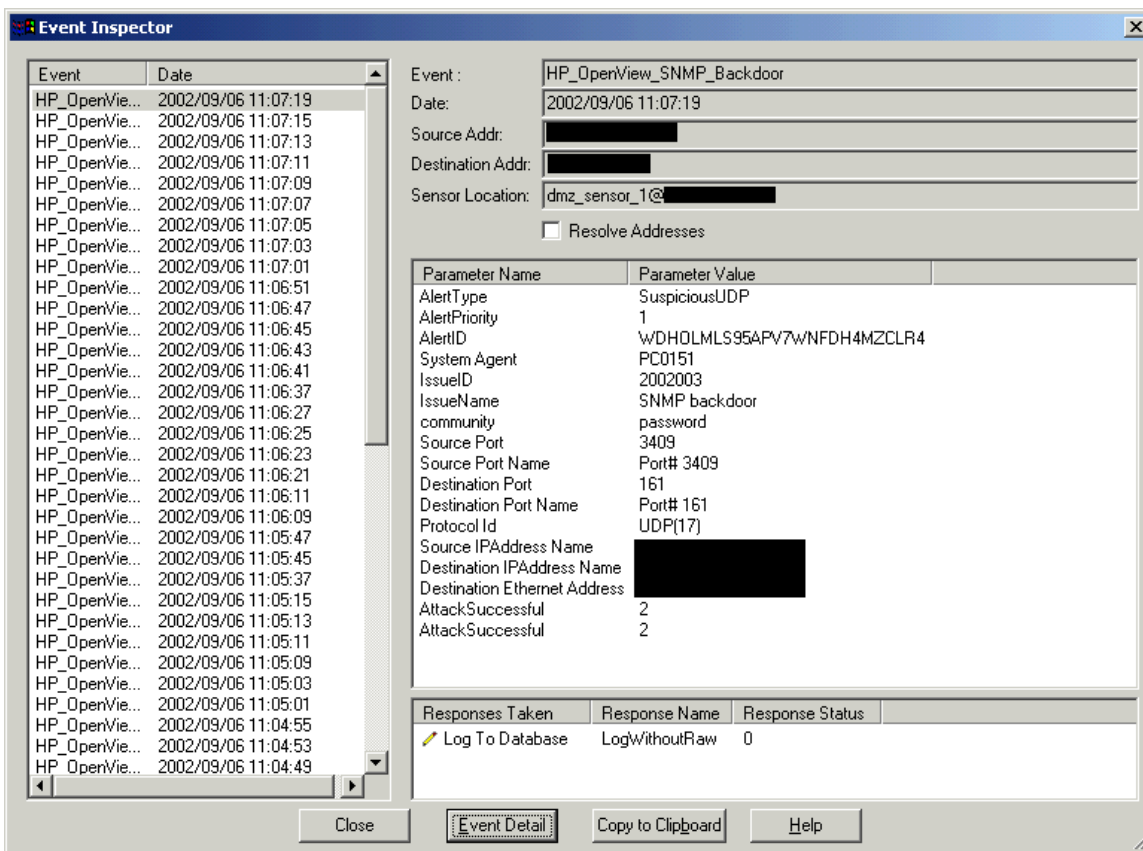 Event Inspector
Event Date
HP_OpenVie... 2002/09/06 11:07:19
HP_OpenVie... 2002/09/06 11:07:15
HP_OpenVie... 2002/09/06 11:07:13
HP_OpenVie... 2002/09/06 11:07:11
HP_OpenVie... 2002/09/06 11:07:09
HP_OpenVie... 2002/09/06 11:07:07
HP_OpenVie... 2002/09/06 11:07:05
HP_OpenVie... 2002/09/06 11:07:03
HP_OpenVie... 2002/09/06 11:07:01
HP_OpenVie... 2002/09/06 11:06:51
HP_OpenVie... 2002/09/06 11:06:47
HP_OpenVie... 2002/09/06 11:06:45
HP_OpenVie... 2002/09/06 11:06:43
HP_OpenVie... 2002/09/06 11:06:41
HP_OpenVie... 2002/09/06 11:06:37
HP_OpenVie... 2002/09/06 11:06:27
HP_OpenVie... 2002/09/06 11:06:25
HP_OpenVie... 2002/09/06 11:06:23
HP_OpenVie... 2002/09/06 11:06:21
HP_OpenVie... 2002/09/06 11:06:11
HP_OpenVie... 2002/09/06 11:06:09
HP_OpenVie... 2002/09/06 11:05:47
HP_OpenVie... 2002/09/06 11:05:45
HP_OpenVie... 2002/09/06 11:05:37
HP_OpenVie... 2002/09/06 11:05:15
HP_OpenVie... 2002/09/06 11:05:13
HP_OpenVie... 2002/09/06 11:05:11
HP_OpenVie... 2002/09/06 11:05:09
HP_OpenVie... 2002/09/06 11:05:03
HP_OpenVie... 2002/09/06 11:05:01
HP_OpenVie... 2002/09/06 11:04:55
HP_OpenVie... 2002/09/06 11:04:53
HP_OpenVie... 2002/09/06 11:04:49
Event : HP_OpenView_SNMP_Backdoor
Date: 2002/09/06 11:07:19
Source Addr:
Destination Addr:
Sensor Location: dmz_sensor_1@
Resolve Addresses
Parameter Name Parameter Value
AlertType SuspiciousUDP
AlertPriority 1
AlertID WDHOLMLS95APV7WNFDH4MZCLR4
System Agent PC0151
IssueID 2002003
IssueName SNMP backdoor
community password
Source Port 3409
Source Port Name Port# 3409
Destination Port 161
Destination Port Name Port# 161
Protocol Id UDP(17)
Source IPAddress Name
Destination IPAddress Name
Destination Ethernet Address
AttackSuccessful 2
AttackSuccessful 2
Responses Taken Response Name Response Status
Log To Database LogWithoutRaw 0
Close Event Detail Copy to Clipboard Help